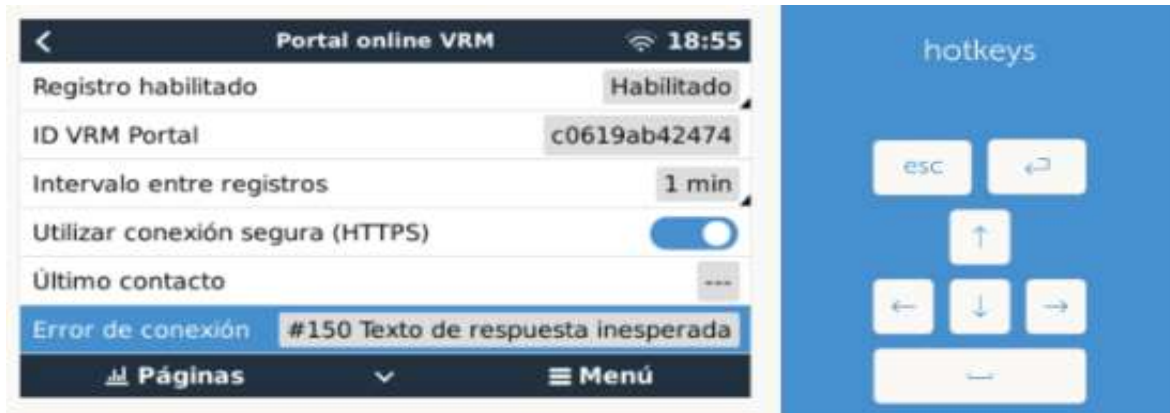 Portal online VRM 18:55
Registro habilitado Habilitado
ID VRM Portal c0619ab42474
Intervalo entre registros 1 min
Utilizar conexión segura (HTTPS)
Último contacto ---
Error de conexión #150 Texto de respuesta inesperada
Páginas Menú
hotkeys
esc